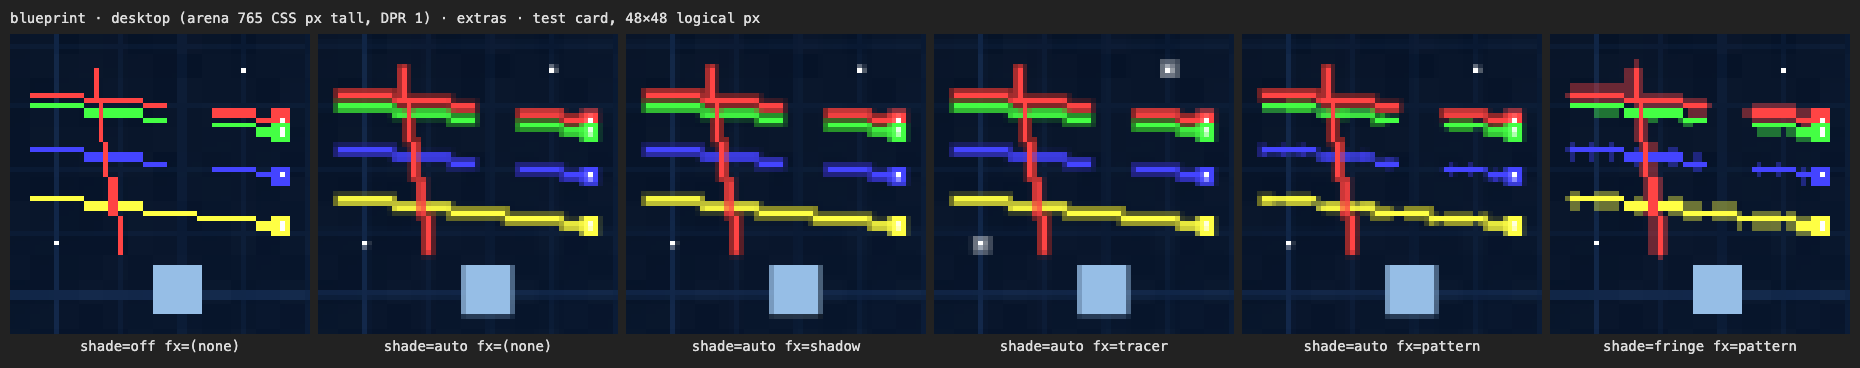 blueprint · desktop (arena 765 CSS px tall, DPR 1) · extras · test card, 48×48 logical px
shade=off fx=(none)
shade=auto fx=(none)
shade=auto fx=shadow
shade=auto fx=tracer
shade=auto fx=pattern
shade=fringe fx=pattern